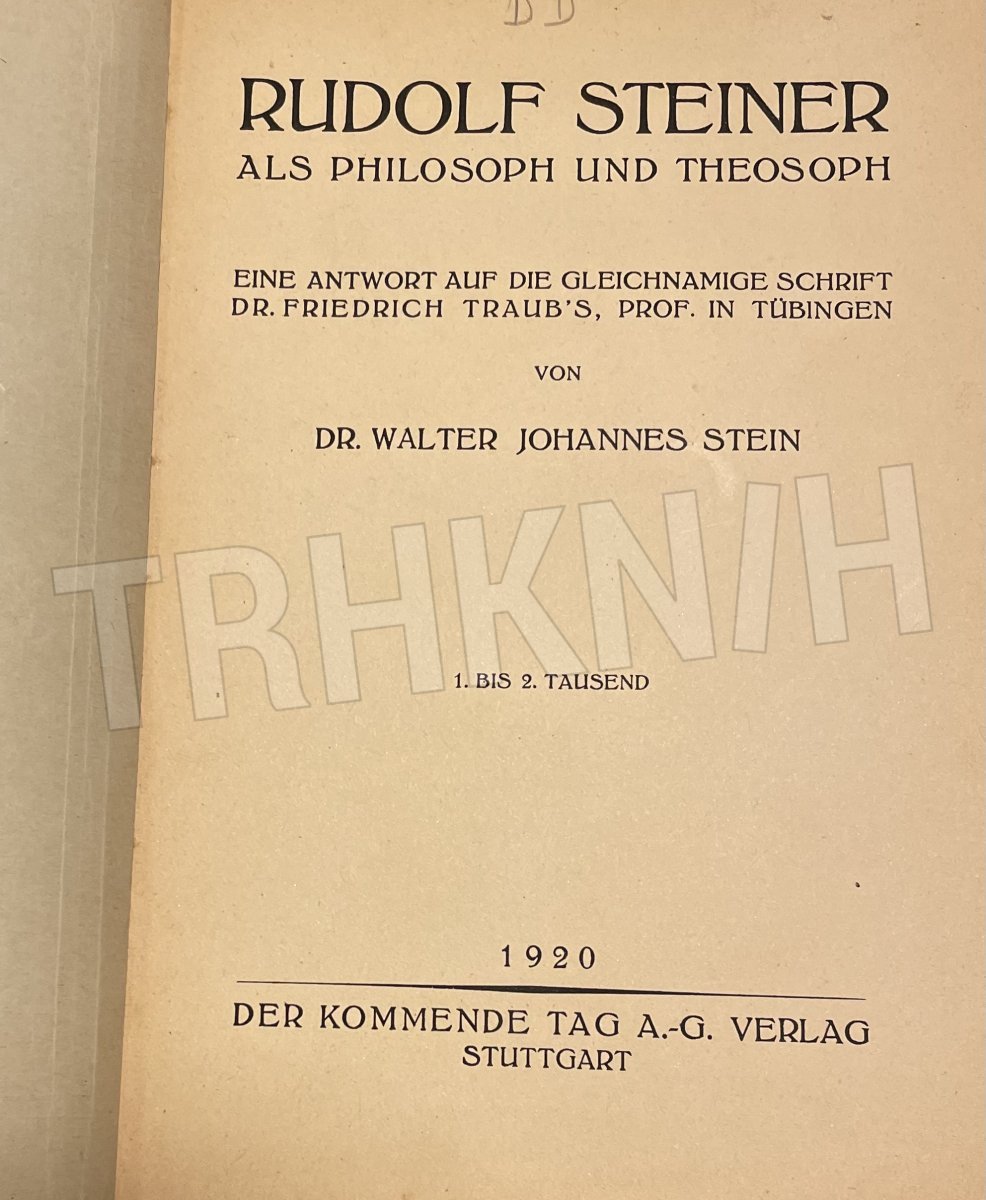 DD
RUDOLF STEINER
ALS PHILOSOPH UND THEOSOPH
EINE ANTWORT AUF DIE GLEICHNAMIGE SCHRIFT
DR. FRIEDRICH TRAUB'S, PROF. IN TÜBINGEN
VON
DR. WALTER JOHANNES STEIN
TRHKN/H
1. BIS 2. TAUSEND
1920
DER KOMMENDE TAG A.-G. VERLAG
STUTTGART